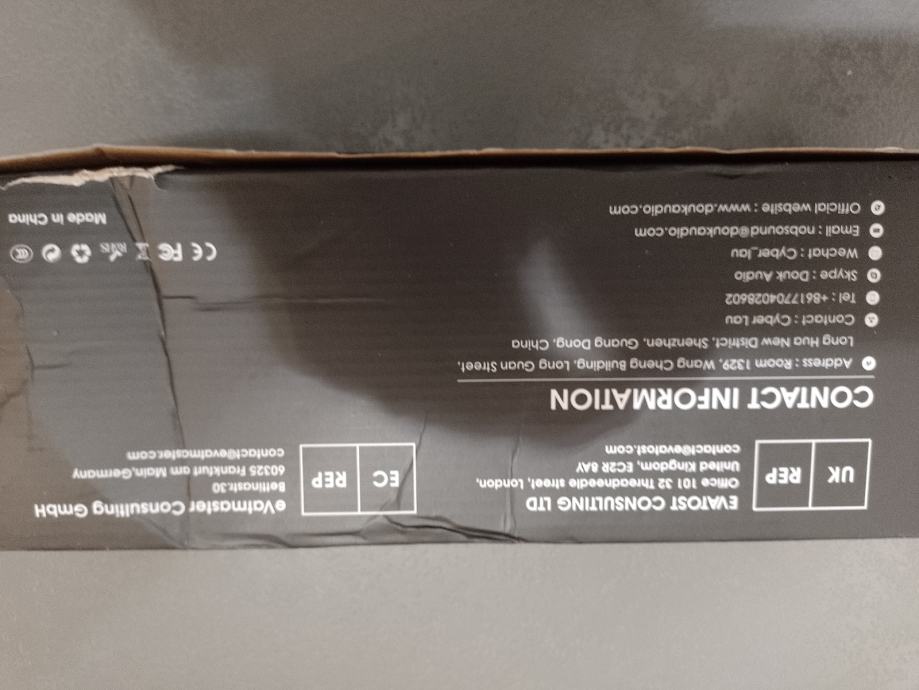 UK REP
EVATOST CONSULTING LTD
Office 101 32 Threadneedle street, London,
United Kingdom, EC2R 8AY
contact@evatost.com
EC REP
eVatmaster Consulting GmbH
Bettinastr.30
60325 Frankfurt am Main,Germany
contact@evatmaster.com
CONTACT INFORMATION
Address : Room 1329, Wang Cheng Building, Long Guan Street,
Long Hua New District, Shenzhen, Guang Dong, China
Contact : Cyber Lau
Tel : +8617704028602
Skype : Douk Audio
Wechat : Cyber_lau
Email : nobsound@doukaudio.com
Official website : www.doukaudio.com
CE FC
Made in China